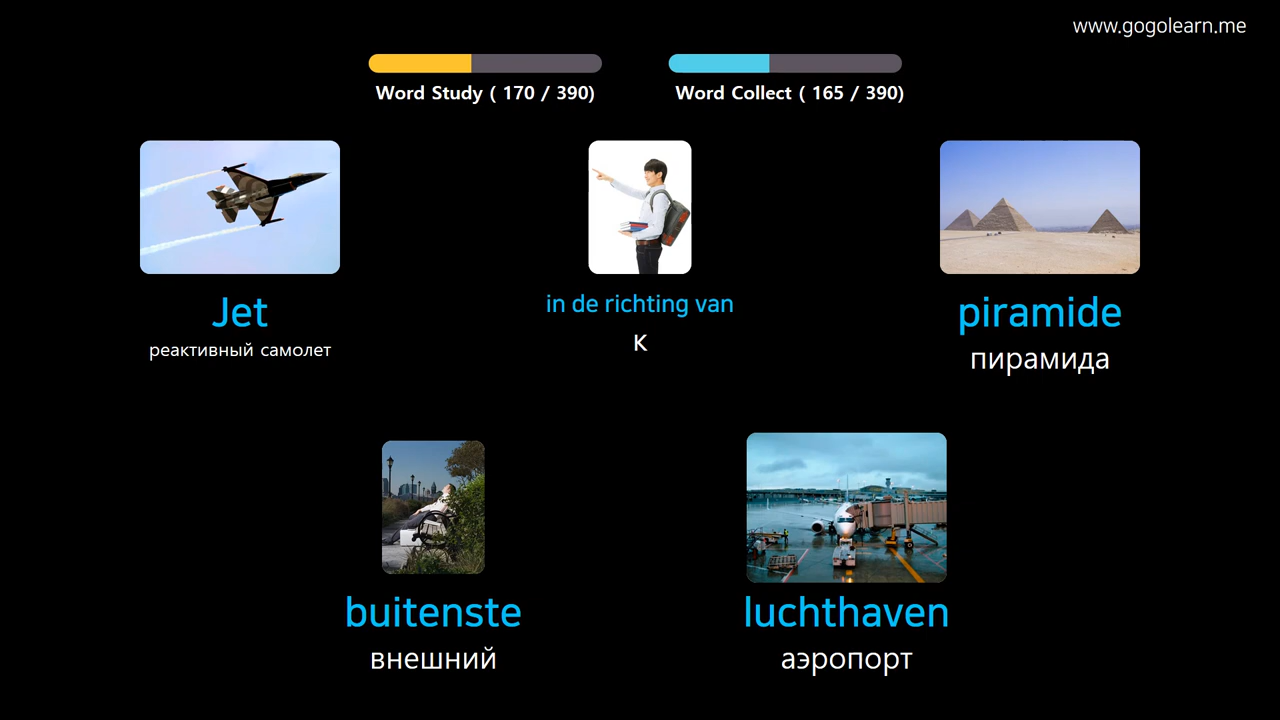 www.gogolearn.me
Word Study ( 170 / 390)
Word Collect ( 165 / 390)
Jet
реактивный самолет
in de richting van
К
piramide
пирамида
buitenste
внешний
luchthaven
аэропорт